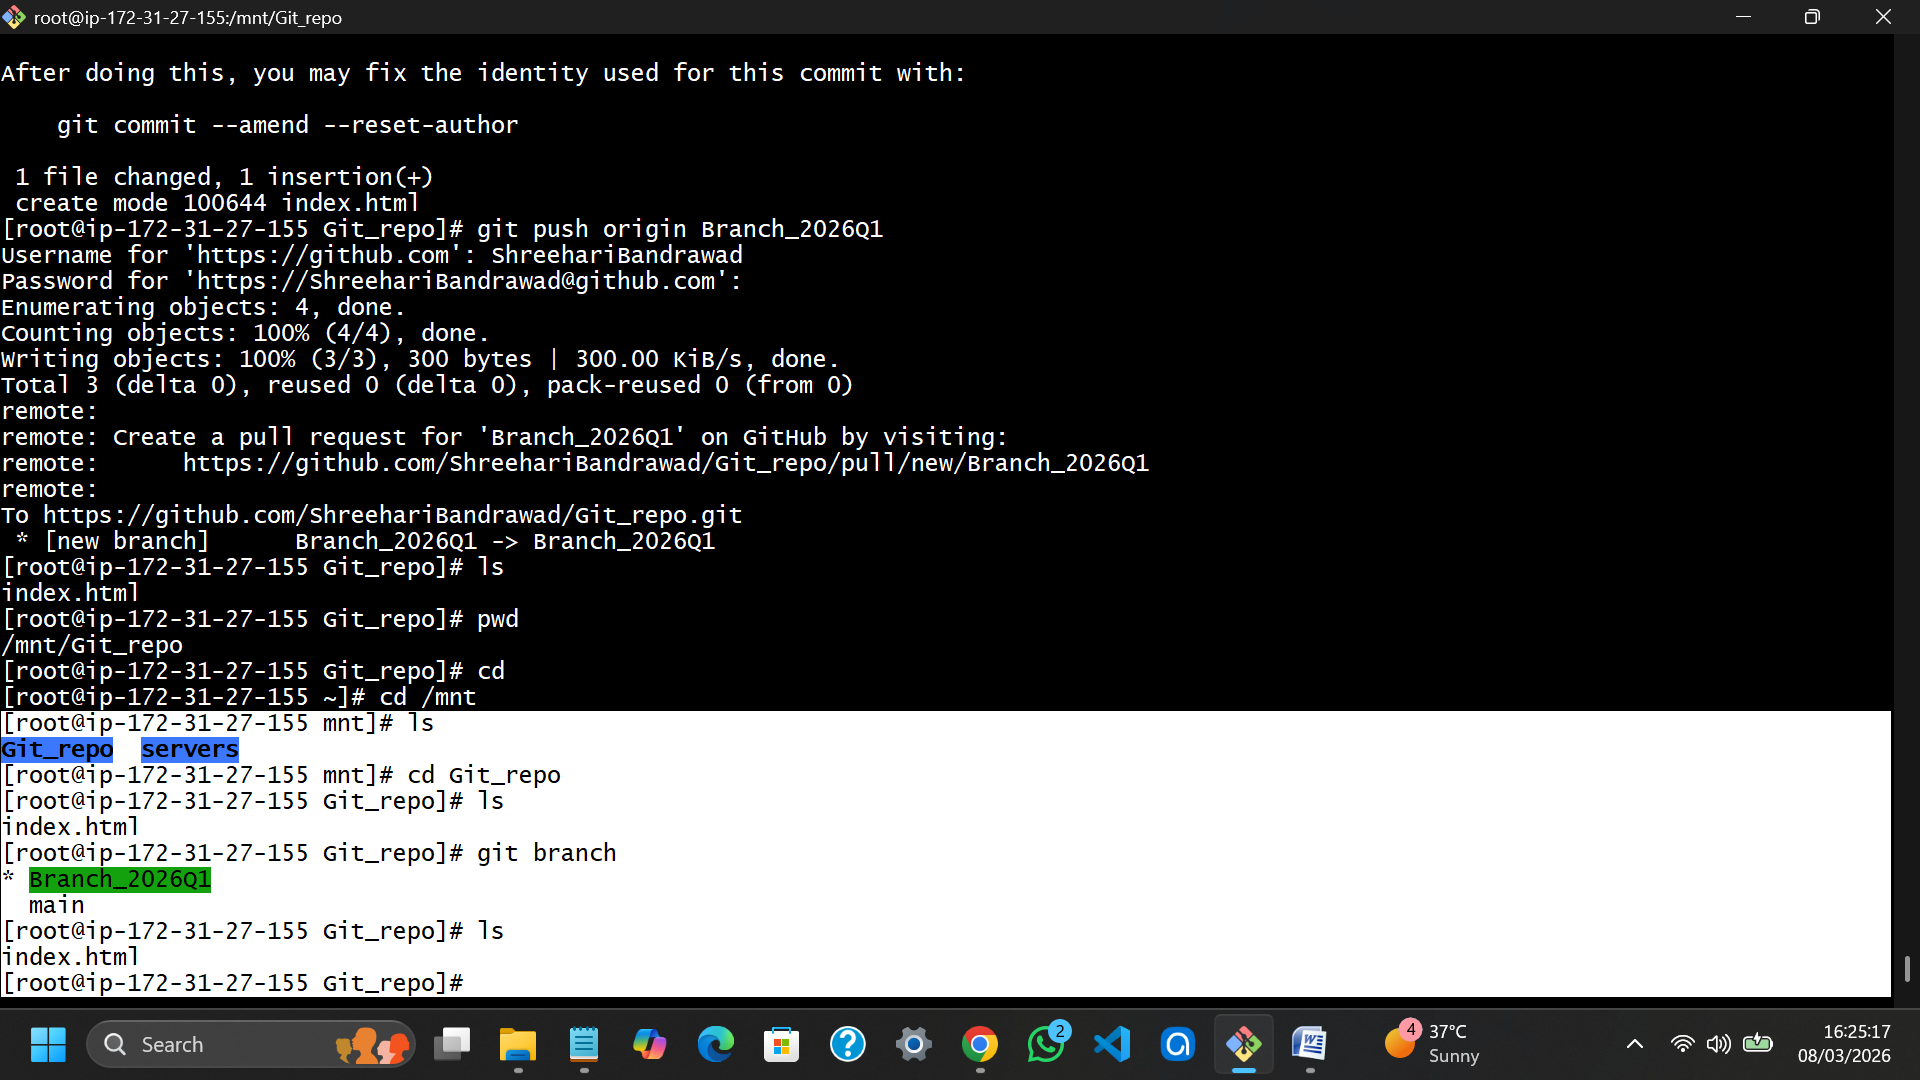 root@ip-172-31-27-155:/mnt/Git_repo
After doing this, you may fix the identity used for this commit with:
    git commit --amend --reset-author
 1 file changed, 1 insertion(+)
 create mode 100644 index.html
[root@ip-172-31-27-155 Git_repo]# git push origin Branch_2026Q1
Username for 'https://github.com': ShreehariBandrawad
Password for 'https://ShreehariBandrawad@github.com':
Enumerating objects: 4, done.
Counting objects: 100% (4/4), done.
Writing objects: 100% (3/3), 300 bytes | 300.00 KiB/s, done.
Total 3 (delta 0), reused 0 (delta 0), pack-reused 0 (from 0)
remote:
remote: Create a pull request for 'Branch_2026Q1' on GitHub by visiting:
remote:      https://github.com/ShreehariBandrawad/Git_repo/pull/new/Branch_2026Q1
remote:
To https://github.com/ShreehariBandrawad/Git_repo.git
 * [new branch]      Branch_2026Q1 -> Branch_2026Q1
[root@ip-172-31-27-155 Git_repo]# ls
index.html
[root@ip-172-31-27-155 Git_repo]# pwd
/mnt/Git_repo
[root@ip-172-31-27-155 Git_repo]# cd
[root@ip-172-31-27-155 ~]# cd /mnt
[root@ip-172-31-27-155 mnt]# ls
Git_repo  servers
[root@ip-172-31-27-155 mnt]# cd Git_repo
[root@ip-172-31-27-155 Git_repo]# ls
index.html
[root@ip-172-31-27-155 Git_repo]# git branch
* Branch_2026Q1
  main
[root@ip-172-31-27-155 Git_repo]# ls
index.html
[root@ip-172-31-27-155 Git_repo]#
Search
2
4
37°C
Sunny
16:25:17
08/03/2026